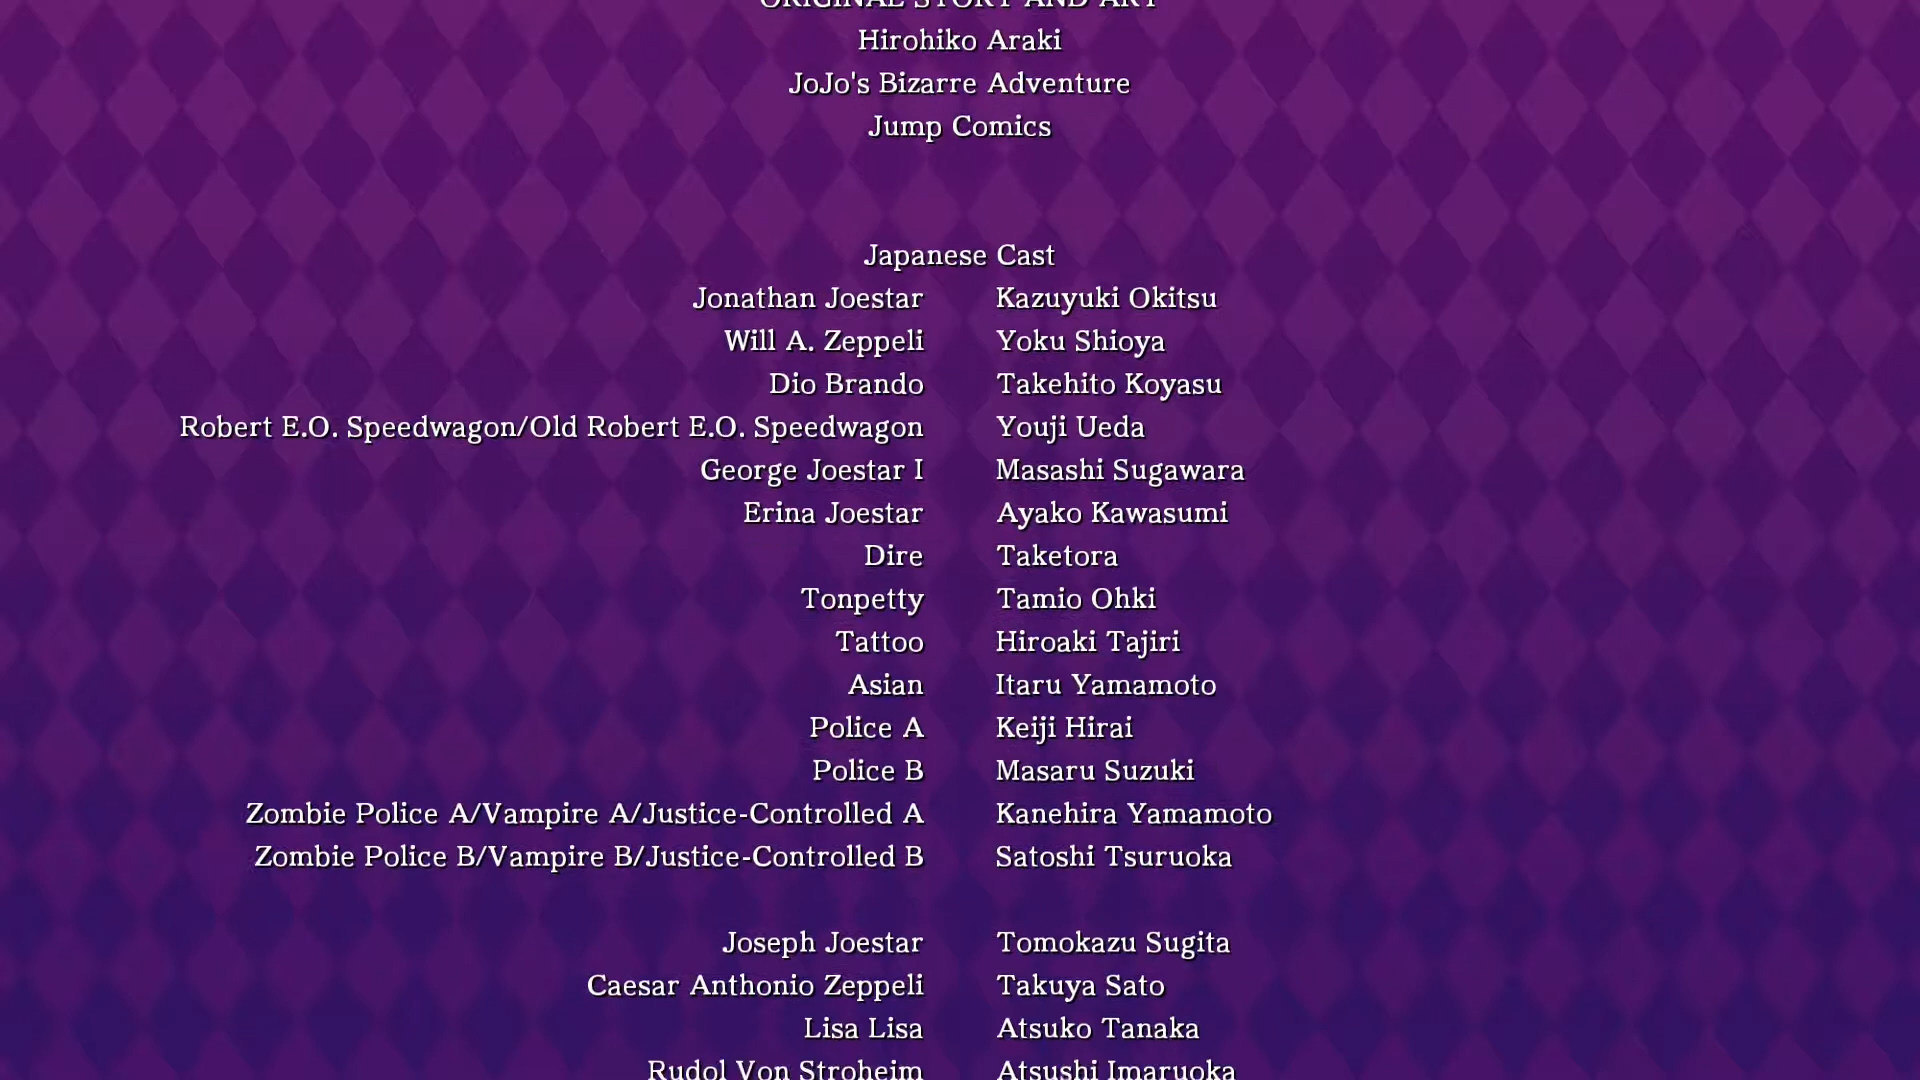 ORIGINAL STORY AND ART
Hirohiko Araki
JoJo's Bizarre Adventure
Jump Comics
Japanese Cast
Jonathan Joestar Kazuyuki Okitsu
Will A. Zeppeli Yoku Shioya
Dio Brando Takehito Koyasu
Robert E.O. Speedwagon/Old Robert E.O. Speedwagon Youji Ueda
George Joestar I Masashi Sugawara
Erina Joestar Ayako Kawasumi
Dire Taketora
Tonpetty Tamio Ohki
Tattoo Hiroaki Tajiri
Asian Itaru Yamamoto
Police A Keiji Hirai
Police B Masaru Suzuki
Zombie Police A/Vampire A/Justice-Controlled A Kanehira Yamamoto
Zombie Police B/Vampire B/Justice-Controlled B Satoshi Tsuruoka
Joseph Joestar Tomokazu Sugita
Caesar Anthonio Zeppeli Takuya Sato
Lisa Lisa Atsuko Tanaka
Rudol Von Stroheim Atsushi Imaruoka